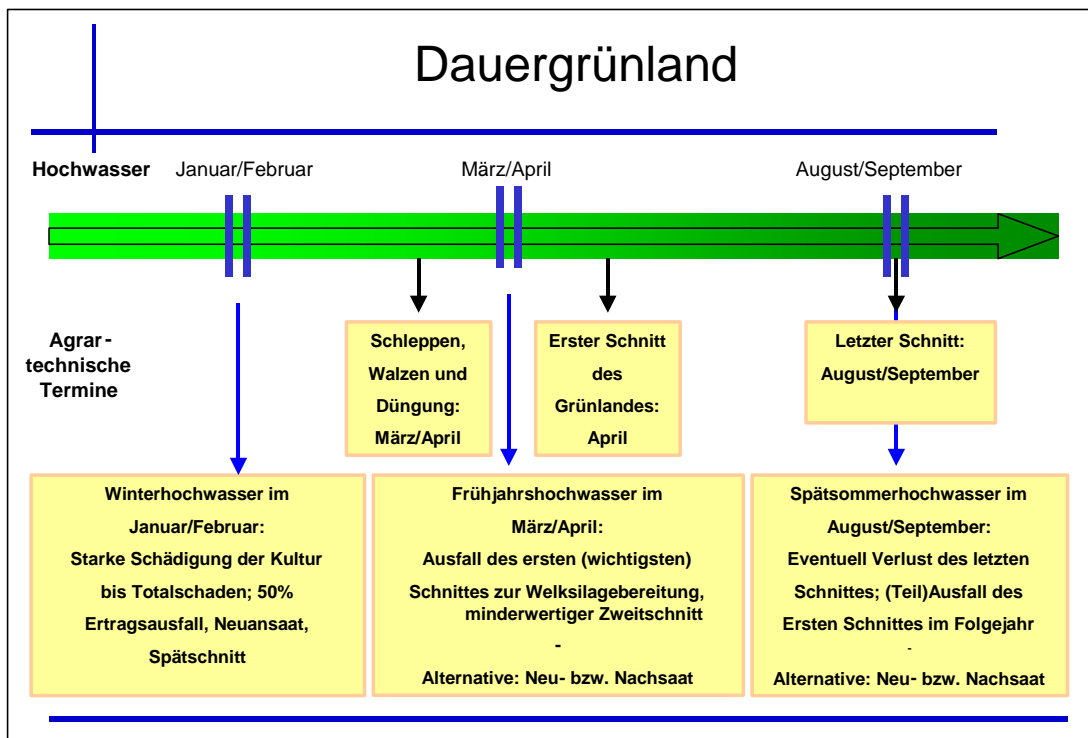 Dauergrünland
Hochwasser
Januar/Februar
März/April
August/September
Agrar-
technische
Termine
Schleppen,
Walzen und
Düngung:
März/April
Erster Schnitt
des
Grünlandes:
April
Letzter Schnitt:
August/September
Winterhochwasser im
Januar/Februar:
Starke Schädigung der Kultur
bis Totalschaden; 50%
Ertragsausfall, Neuansaat,
Spätschnitt
Frühjahrshochwasser im
März/April:
Ausfall des ersten (wichtigsten)
Schnittes zur Welksilagebereitung,
minderwertiger Zweitschnitt
-
Alternative: Neu- bzw. Nachsaat
Spätsommerhochwasser im
August/September:
Eventuell Verlust des letzten
Schnittes; (Teil)Ausfall des
Ersten Schnittes im Folgejahr
-
Alternative: Neu- bzw. Nachsaat